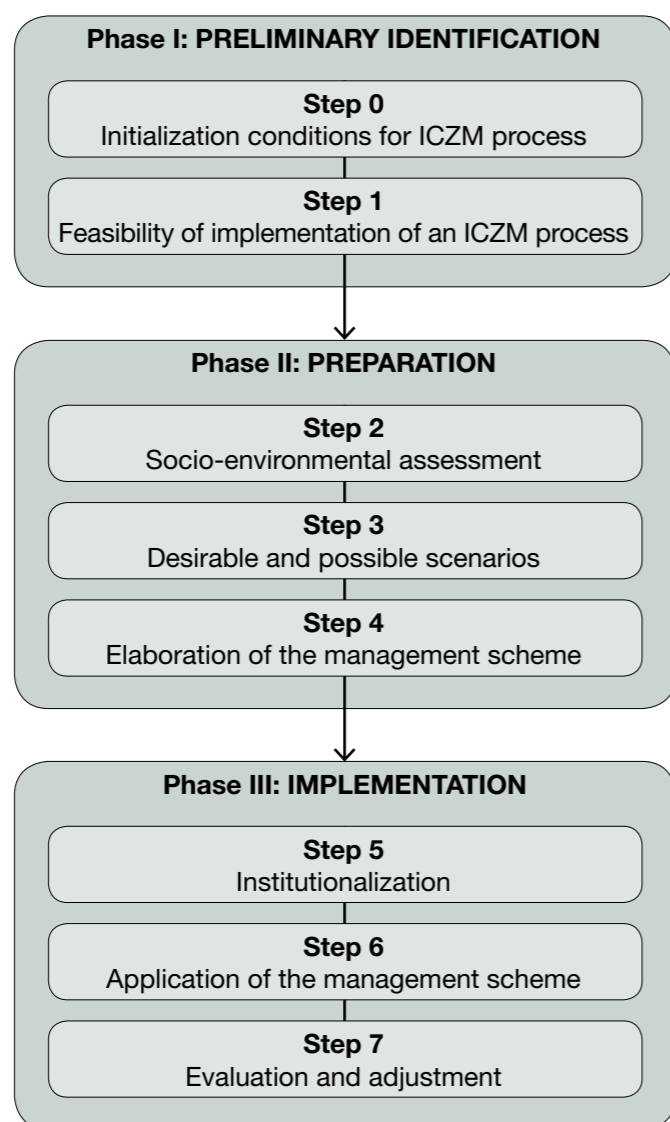 Phase I: PRELIMINARY IDENTIFICATION
Step 0
Initialization conditions for ICZM process
Step 1
Feasibility of implementation of an ICZM process
Phase II: PREPARATION
Step 2
Socio-environmental assessment
Step 3
Desirable and possible scenarios
Step 4
Elaboration of the management scheme
Phase III: IMPLEMENTATION
Step 5
Institutionalization
Step 6
Application of the management scheme
Step 7
Evaluation and adjustment